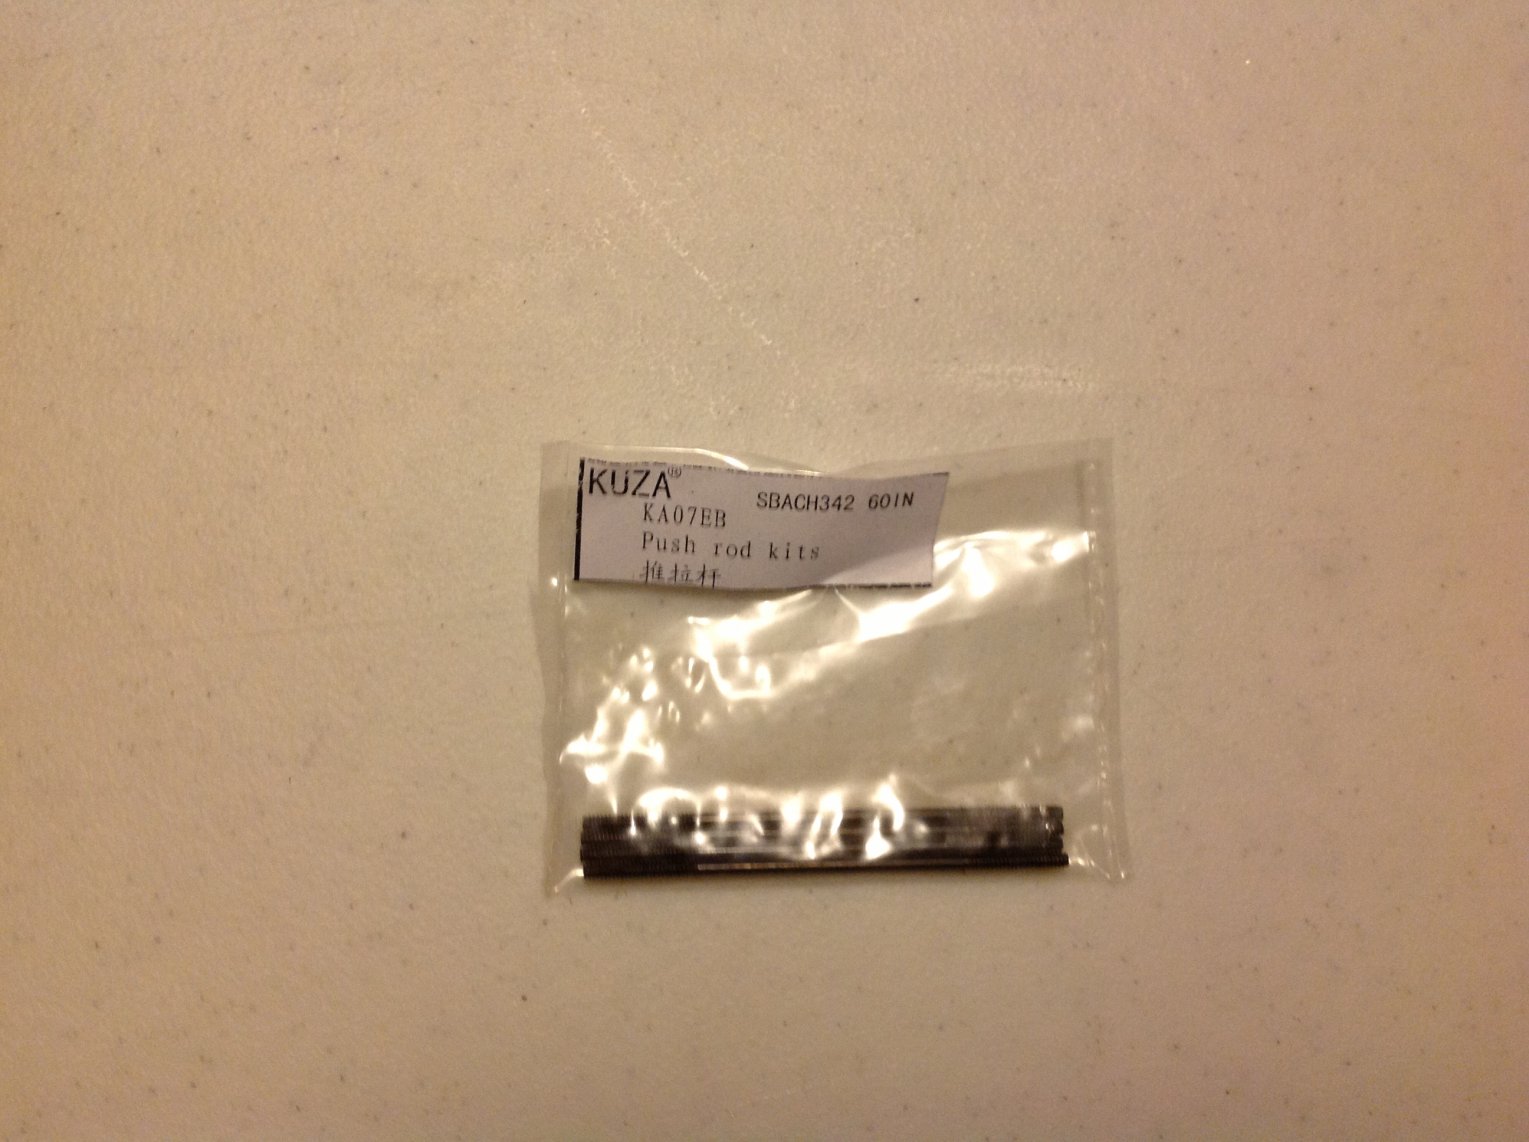 KUZA®
SBACH342 60IN
KA07EB
Push rod kits
推拉杆